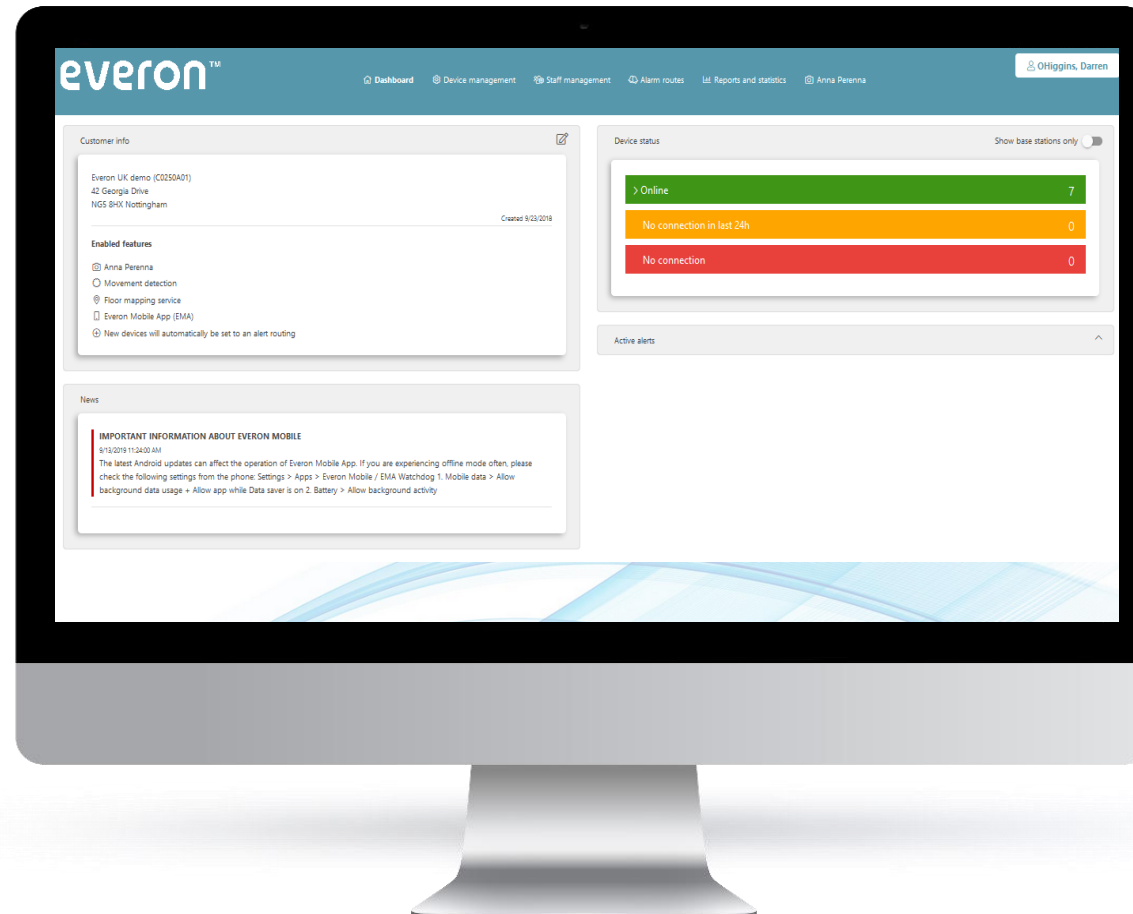 everon™
Dashboard Device management Staff management Alarm routes Reports and statistics Anna Perenna
OHiggins, Darren
Customer info
Everon UK demo (C0250A01)
42 Georgia Drive
NG5 8HX Nottingham
Created 9/23/2018
Enabled features
Anna Perenna
Movement detection
Floor mapping service
Everon Mobile App (EMA)
New devices will automatically be set to an alert routing
News
IMPORTANT INFORMATION ABOUT EVERON MOBILE
9/13/2019 11:24:00 AM
The latest Android updates can affect the operation of Everon Mobile App. If you are experiencing offline mode often, please
check the following settings from the phone: Settings > Apps > Everon Mobile / EMA Watchdog 1. Mobile data > Allow
background data usage + Allow app while Data saver is on 2. Battery > Allow background activity
Device status
Show base stations only
> Online 7
No connection in last 24h 0
No connection 0
Active alerts